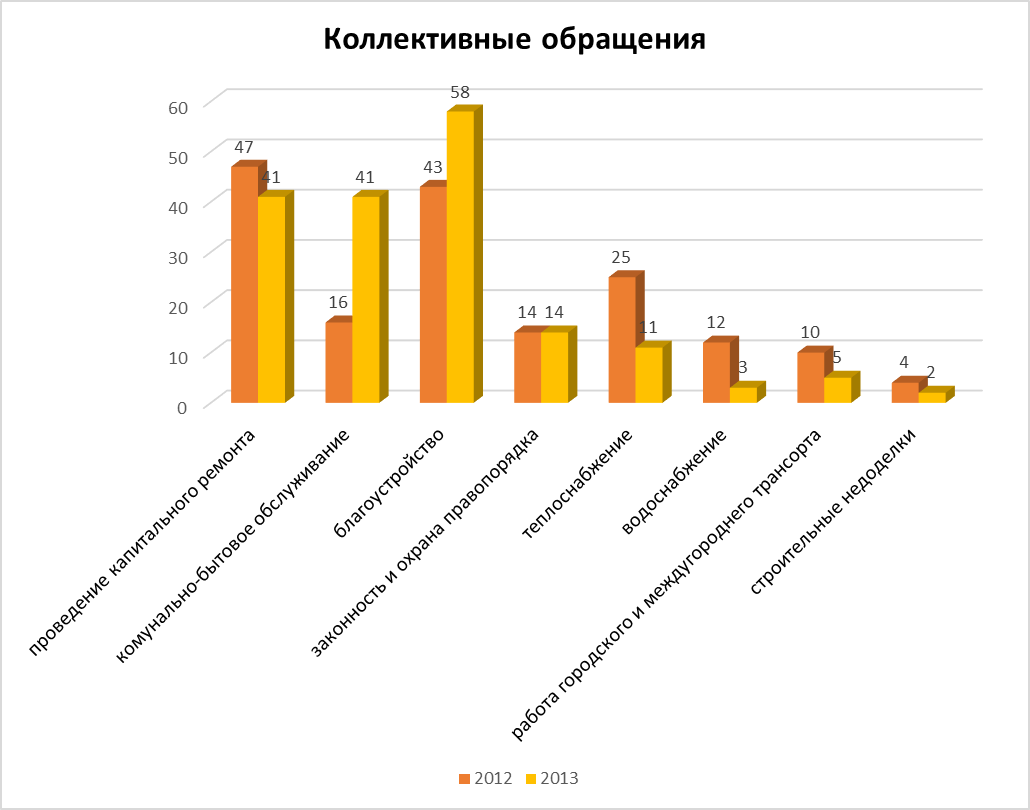 Коллективные обращения
60
50
40
30
20
10
0
47
41
16
41
43
58
14
14
25
11
12
3
10
5
4
2
проведение капитального ремонта
комунально-бытовое обслуживание
благоустройство
законность и охрана правопорядка
теплоснабжение
водоснабжение
работа городского и междугороднего трансорта
строительные недоделки
2012
2013